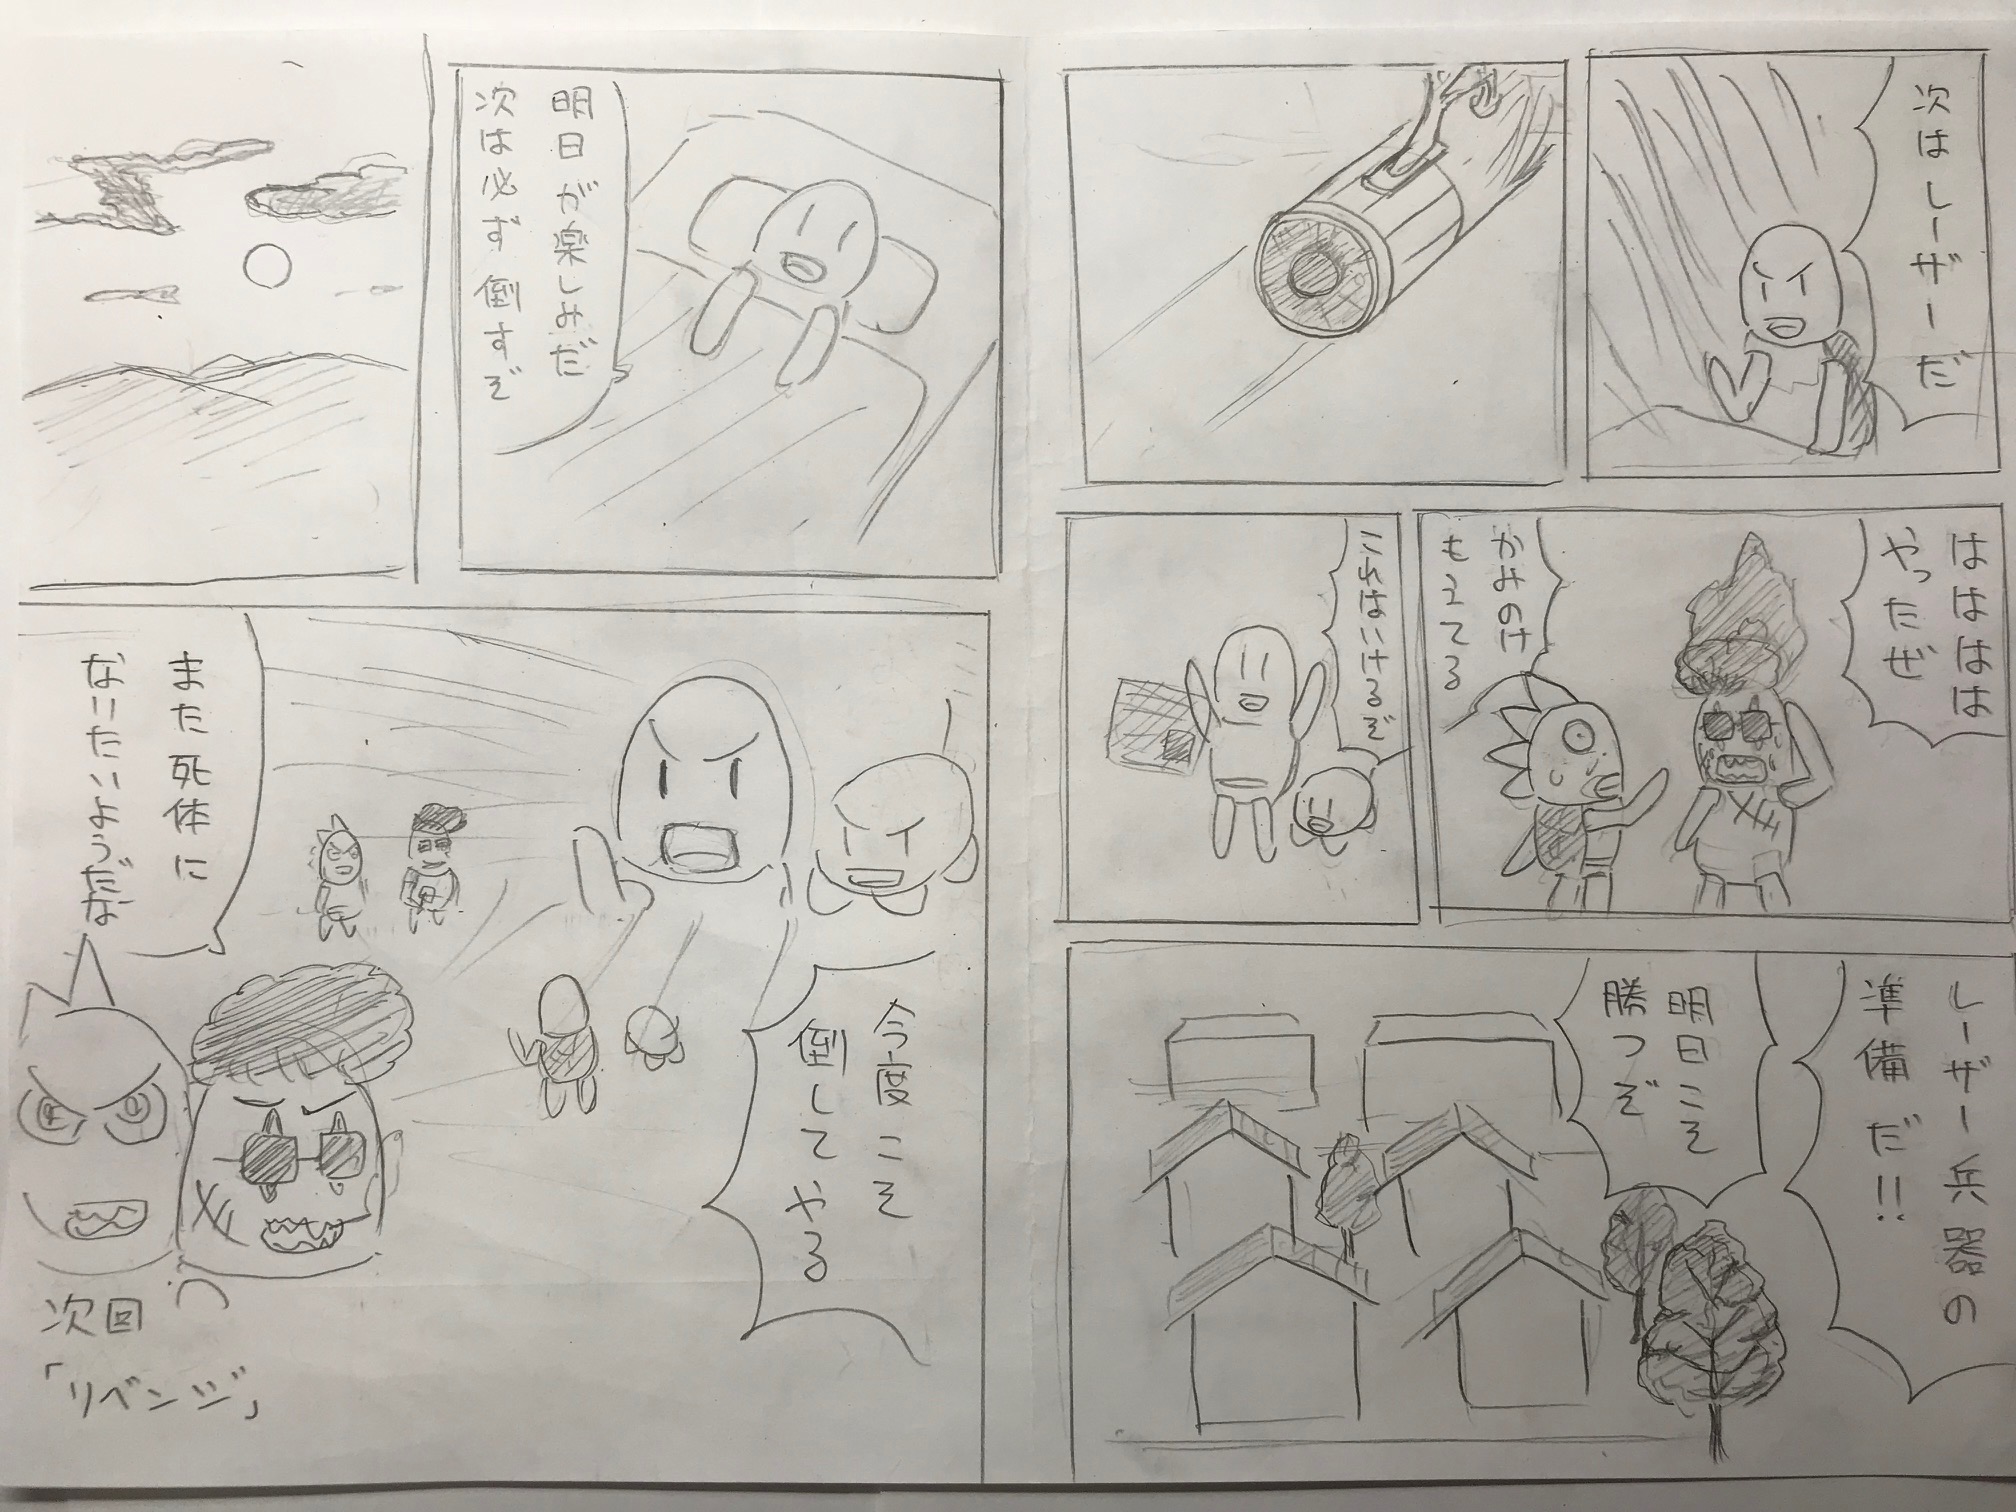 次はレーザーだ
はははは
やったぜ
かみのけ
もえてる
これはいけるぞ
レーザー兵器の
準備だ!!
明日こそ
勝つぞ
明日が楽しみだ
次は必ず倒すぞ
今度こそ
倒してやる
また死体に
なりたいようだな
次回
「リベンジ」